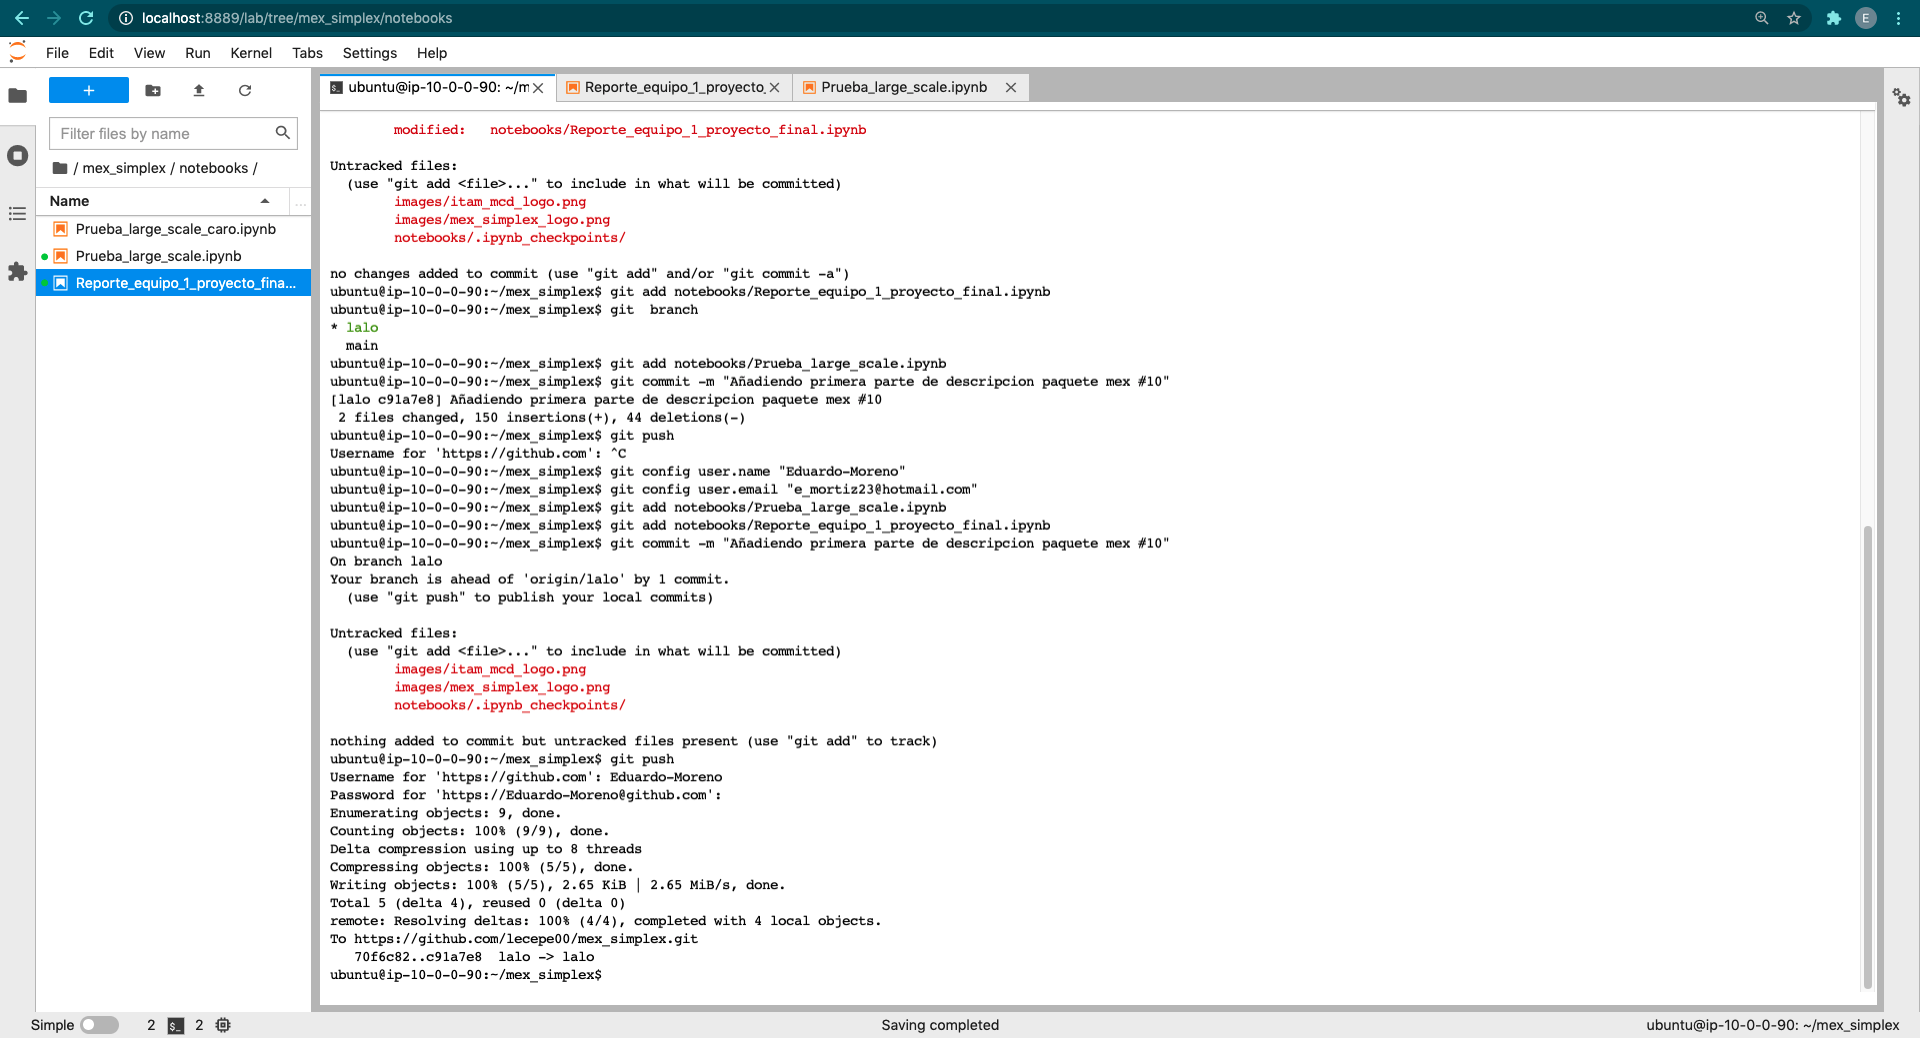 localhost:8889/lab/tree/mex_simplex/notebooks
E
File Edit View Run Kernel Tabs Settings Help
+
Filter files by name
/ mex_simplex / notebooks /
Name
...
Prueba_large_scale_caro.ipynb
Prueba_large_scale.ipynb
Reporte_equipo_1_proyecto_fina...
ubuntu@ip-10-0-0-90: ~/m
Reporte_equipo_1_proyecto_
Prueba_large_scale.ipynb
modified:   notebooks/Reporte_equipo_1_proyecto_final.ipynb
Untracked files:
(use "git add <file>..." to include in what will be committed)
images/itam_mcd_logo.png
images/mex_simplex_logo.png
notebooks/.ipynb_checkpoints/
no changes added to commit (use "git add" and/or "git commit -a")
ubuntu@ip-10-0-0-90:~/mex_simplex$ git add notebooks/Reporte_equipo_1_proyecto_final.ipynb
ubuntu@ip-10-0-0-90:~/mex_simplex$ git  branch
* lalo
main
ubuntu@ip-10-0-0-90:~/mex_simplex$ git add notebooks/Prueba_large_scale.ipynb
ubuntu@ip-10-0-0-90:~/mex_simplex$ git commit -m "Añadiendo primera parte de descripcion paquete mex #10"
[lalo c91a7e8] Añadiendo primera parte de descripcion paquete mex #10
2 files changed, 150 insertions(+), 44 deletions(-)
ubuntu@ip-10-0-0-90:~/mex_simplex$ git push
Username for 'https://github.com': ^C
ubuntu@ip-10-0-0-90:~/mex_simplex$ git config user.name "Eduardo-Moreno"
ubuntu@ip-10-0-0-90:~/mex_simplex$ git config user.email "e_mortiz23@hotmail.com"
ubuntu@ip-10-0-0-90:~/mex_simplex$ git add notebooks/Prueba_large_scale.ipynb
ubuntu@ip-10-0-0-90:~/mex_simplex$ git add notebooks/Reporte_equipo_1_proyecto_final.ipynb
ubuntu@ip-10-0-0-90:~/mex_simplex$ git commit -m "Añadiendo primera parte de descripcion paquete mex #10"
On branch lalo
Your branch is ahead of 'origin/lalo' by 1 commit.
(use "git push" to publish your local commits)
Untracked files:
(use "git add <file>..." to include in what will be committed)
images/itam_mcd_logo.png
images/mex_simplex_logo.png
notebooks/.ipynb_checkpoints/
nothing added to commit but untracked files present (use "git add" to track)
ubuntu@ip-10-0-0-90:~/mex_simplex$ git push
Username for 'https://github.com': Eduardo-Moreno
Password for 'https://Eduardo-Moreno@github.com':
Enumerating objects: 9, done.
Counting objects: 100% (9/9), done.
Delta compression using up to 8 threads
Compressing objects: 100% (5/5), done.
Writing objects: 100% (5/5), 2.65 KiB | 2.65 MiB/s, done.
Total 5 (delta 4), reused 0 (delta 0)
remote: Resolving deltas: 100% (4/4), completed with 4 local objects.
To https://github.com/lecepe00/mex_simplex.git
70f6c82..c91a7e8  lalo -> lalo
ubuntu@ip-10-0-0-90:~/mex_simplex$
Simple 2 $_ 2 Saving completed ubuntu@ip-10-0-0-90: ~/mex_simplex